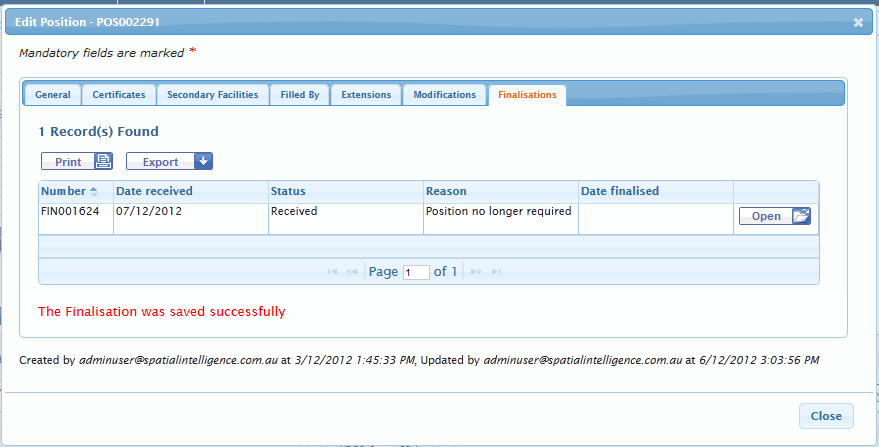 Edit Position - POS002291
Mandatory fields are marked *
General Certificates Secondary Facilities Filled By Extensions Modifications Finalisations
1 Record(s) Found
Print Export
Number Date received Status Reason Date finalised
FIN001624 07/12/2012 Received Position no longer required Open
Page 1 of 1
The Finalisation was saved successfully
Created by adminuser@spatialintelligence.com.au at 3/12/2012 1:45:33 PM, Updated by adminuser@spatialintelligence.com.au at 6/12/2012 3:03:56 PM
Close